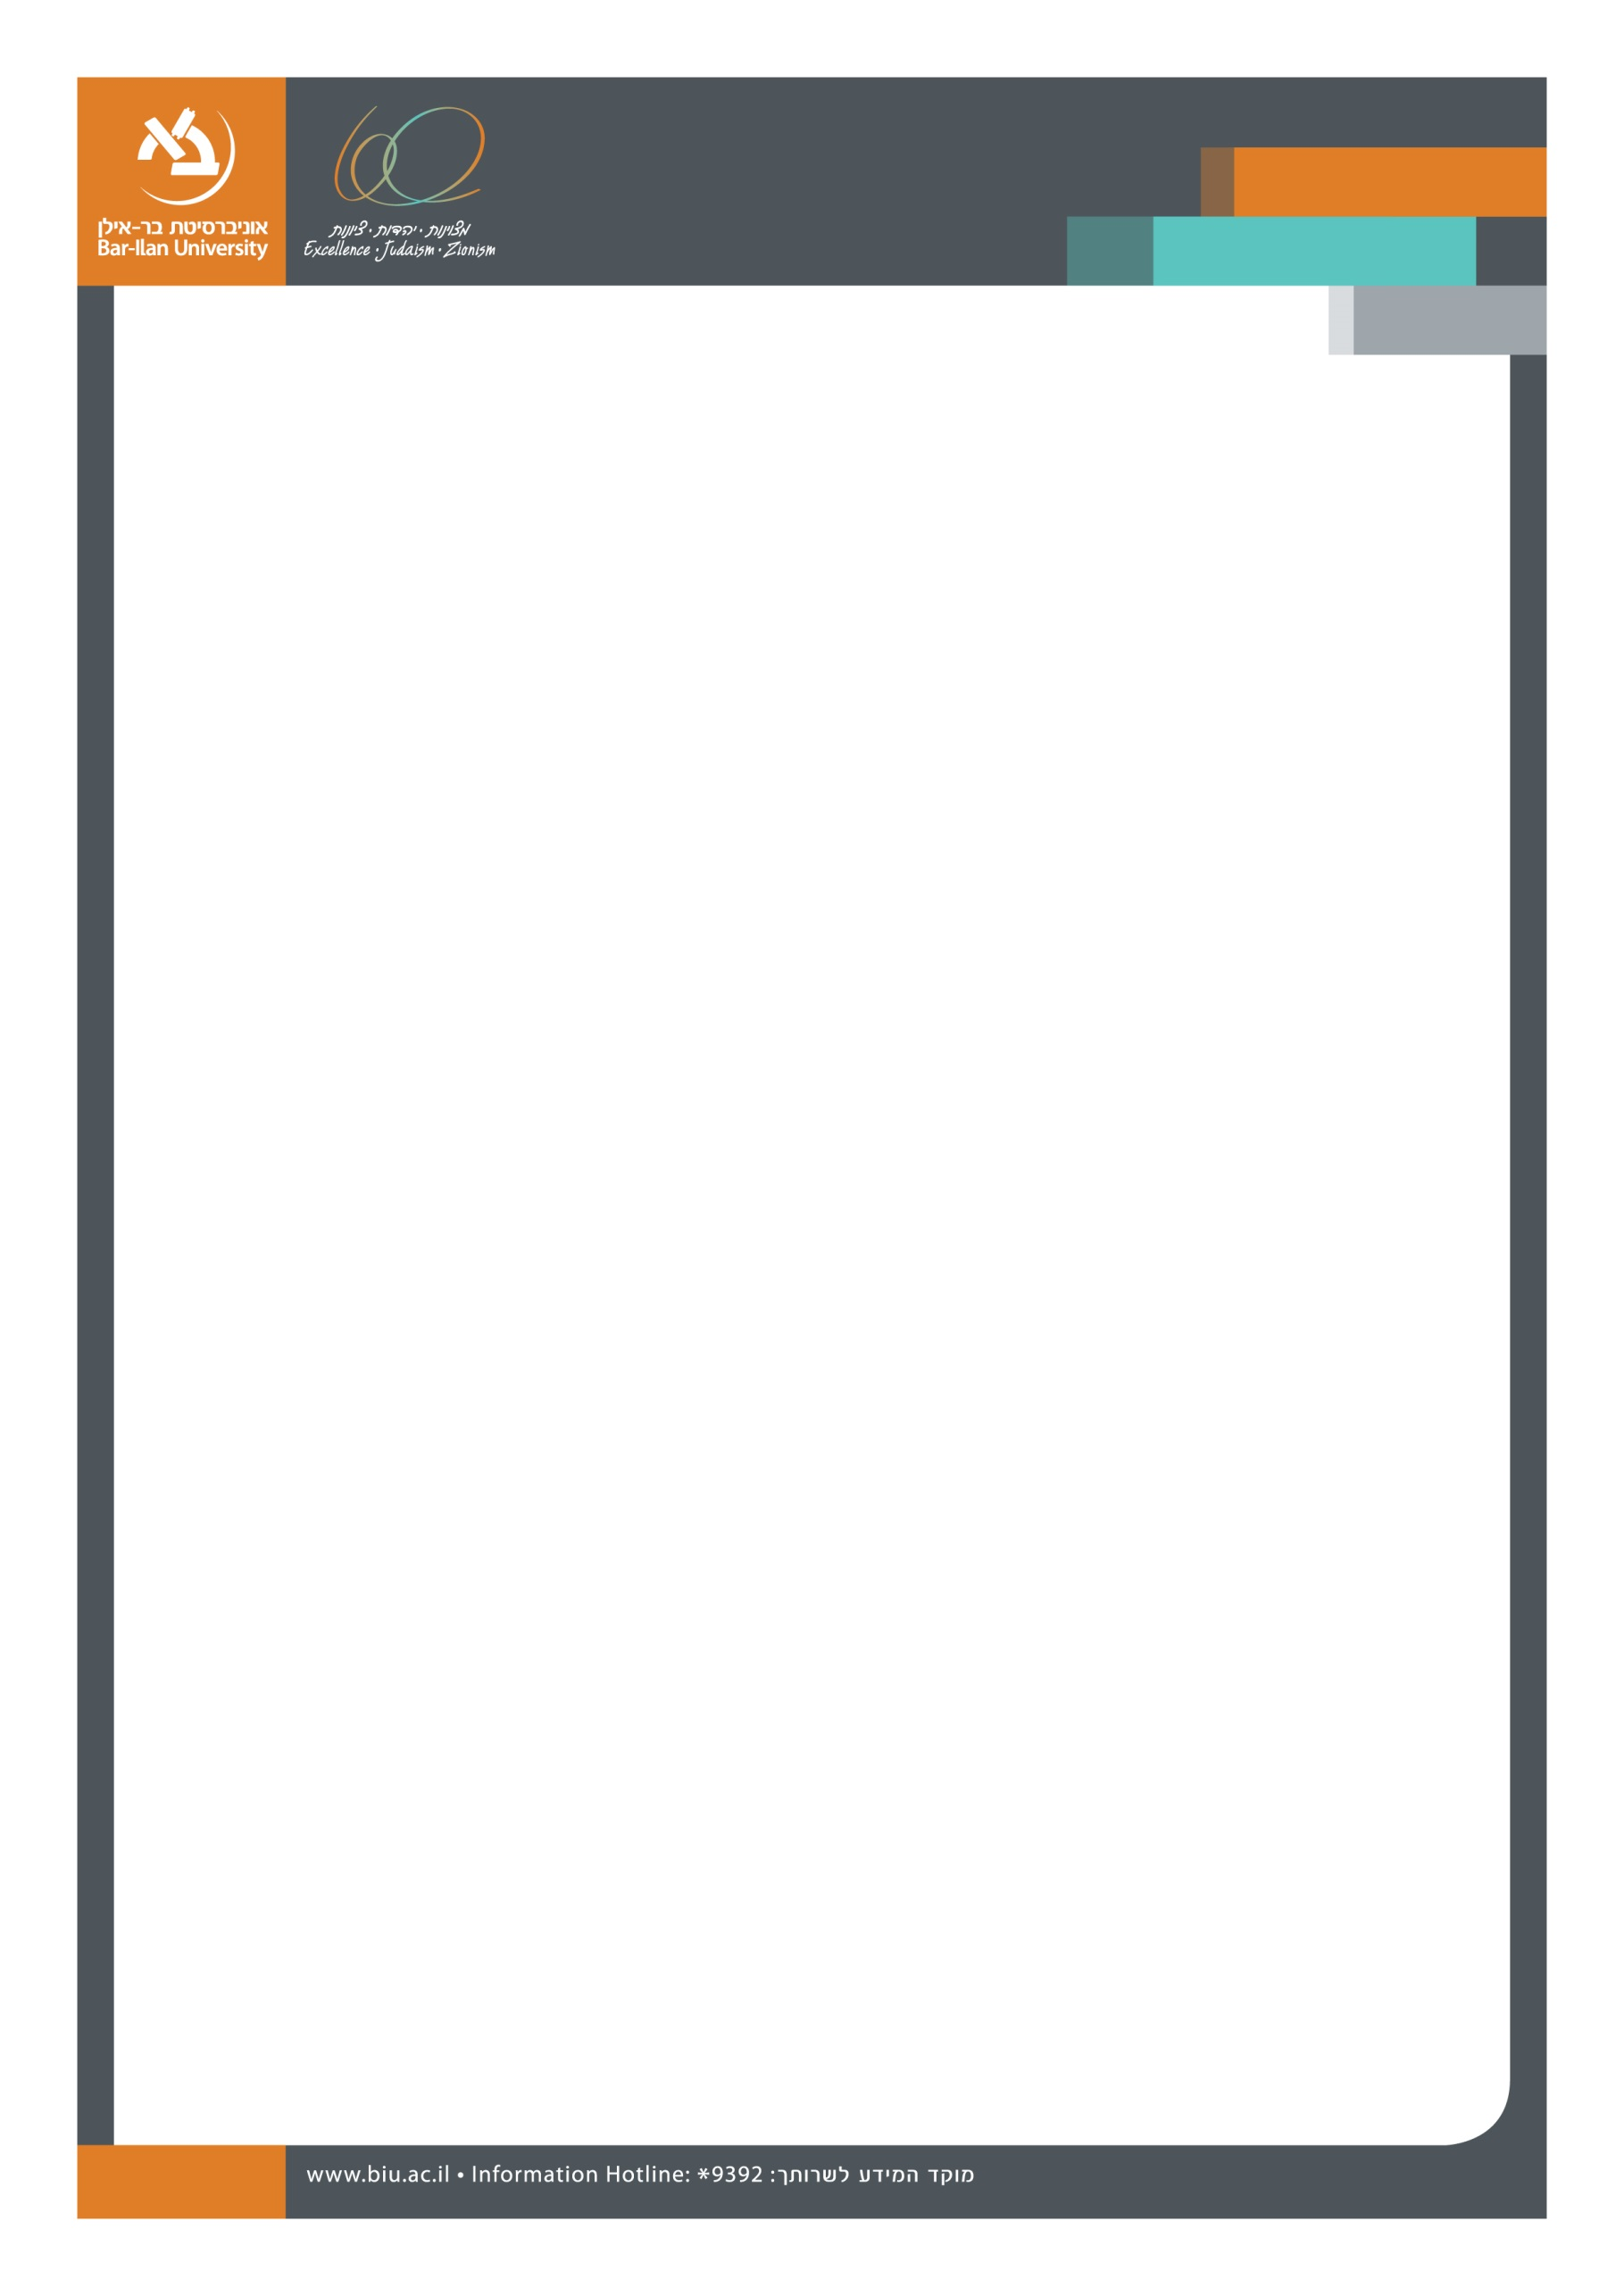 אוניברסיטת בר-אילן
Bar-Ilan University
מצוינות · יהדות · ציונות
Excellence · Judaism · Zionism
www.biu.ac.il • Information Hotline: *9392 :מוקד המידע לשרותך